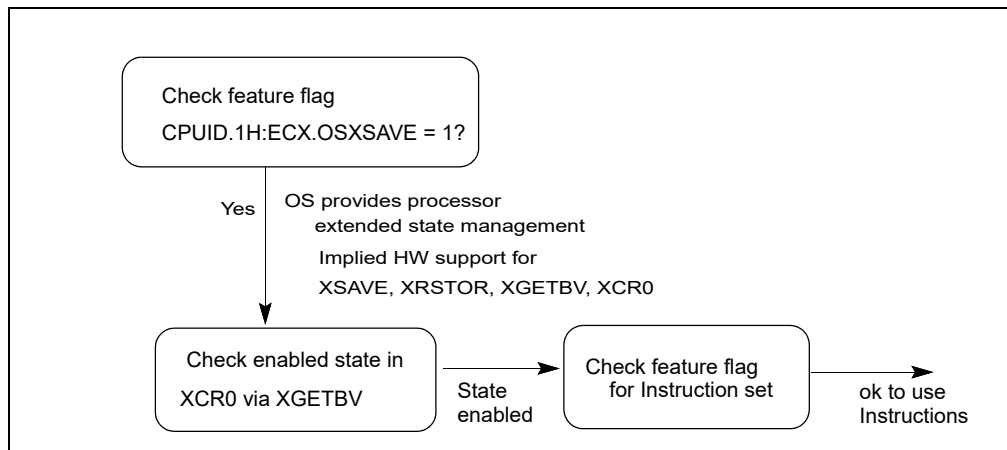 Check feature flag
CPUID.1H:ECX.OSXSAVE = 1?
Yes
OS provides processor
extended state management
Implied HW support for
XSAVE, XRSTOR, XGETBV, XCR0
Check enabled state in
XCR0 via XGETBV
State
enabled
Check feature flag
for Instruction set
ok to use
Instructions